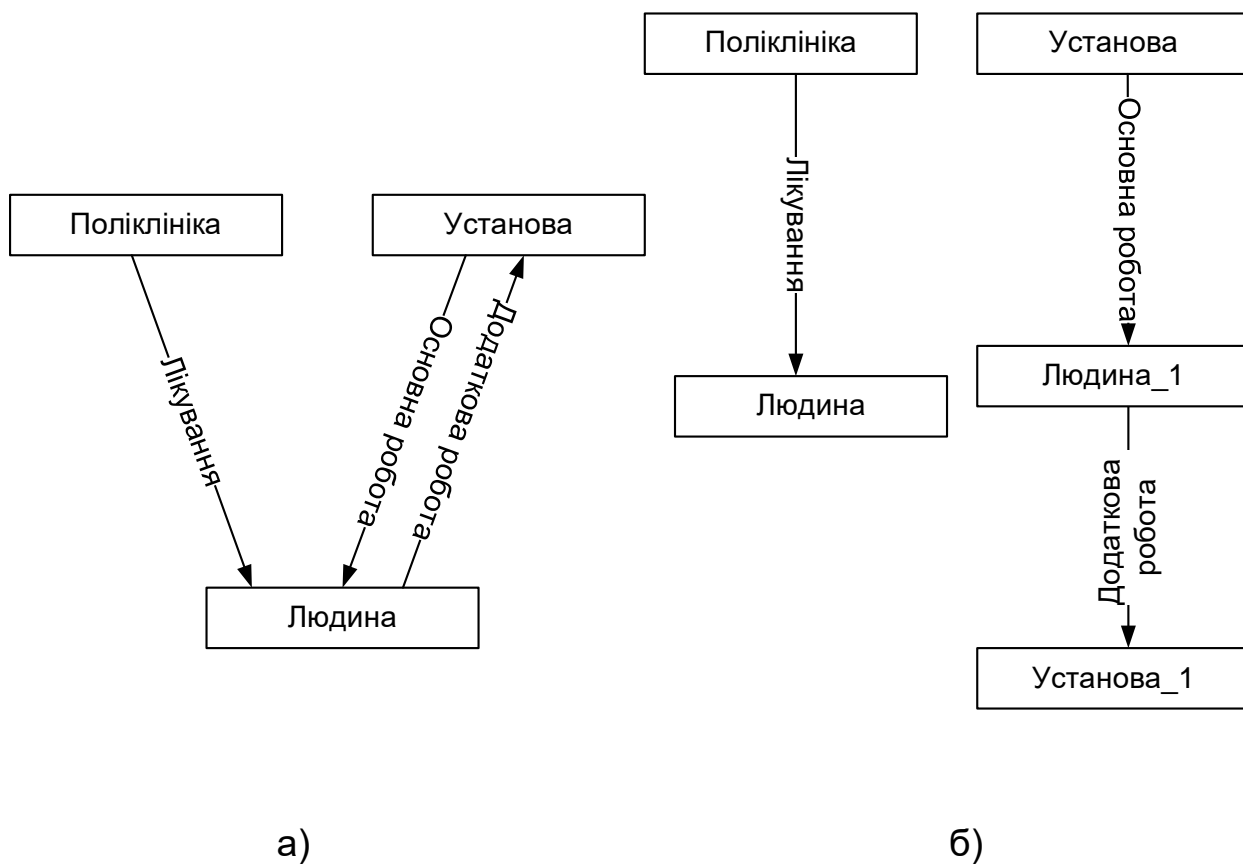 Поліклініка
Установа
Лікування
Основна робота
Додаткова робота
Людина
а)
Поліклініка
Установа
Лікування
Основна робота
Людина
Людина_1
Додаткова
робота
Установа_1
б)